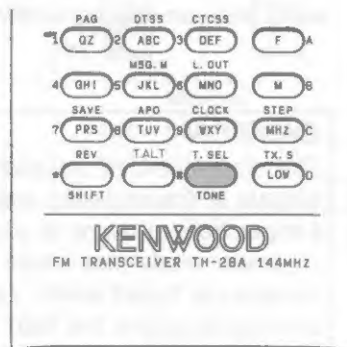 PAG DTSS CTCSS
1 QZ 2 ABC 3 DEF F A
MSG.M L.OUT
4 GHI 5 JKL 6 MNO M B
SAVE APO CLOCK STEP
7 PRS 8 TUV 9 WXY MHZ C
REV T.ALT T.SEL TX.S
* # LOW D
SHIFT TONE
KENWOOD
FM TRANSCEIVER TH-28A 144MHZ